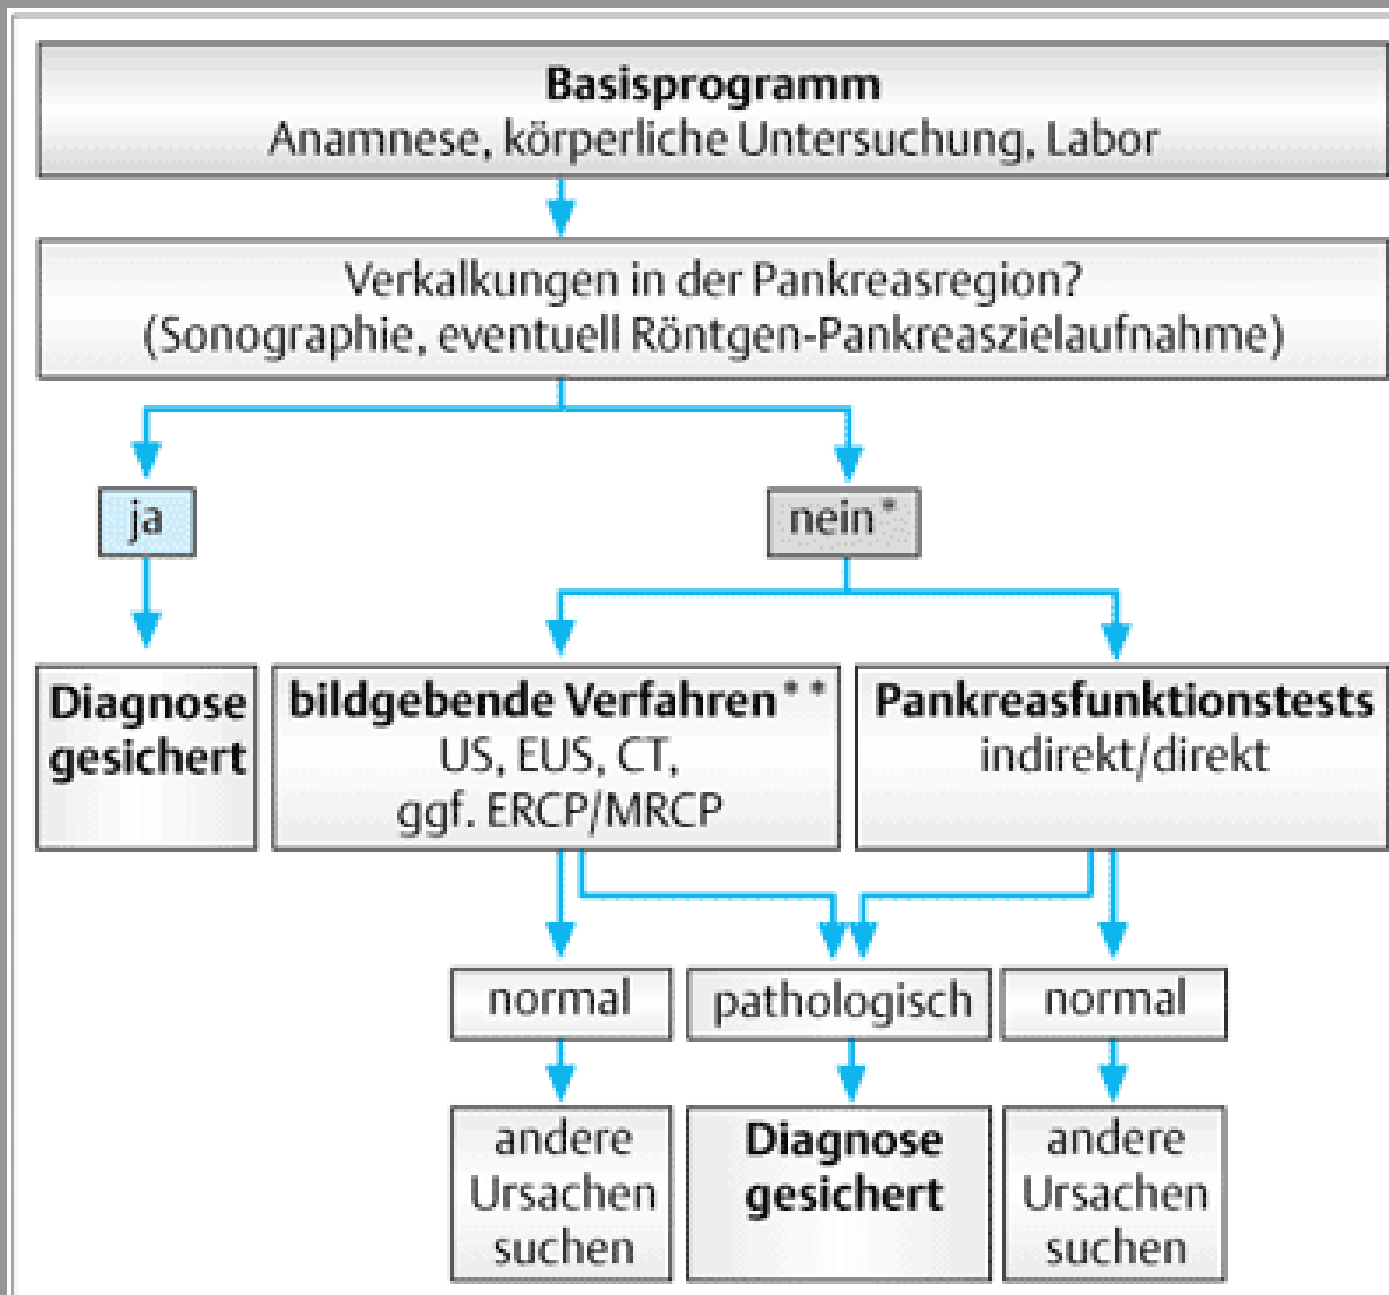 Basisprogramm
Anamnese, körperliche Untersuchung, Labor
Verkalkungen in der Pankreasregion?
(Sonographie, eventuell Röntgen-Pankreaszielaufnahme)
ja
nein*
Diagnose
gesichert
bildgebende Verfahren**
US, EUS, CT,
ggf. ERCP/MRCP
Pankreasfunktionstests
indirekt/direkt
normal
pathologisch
normal
andere
Ursachen
suchen
Diagnose
gesichert
andere
Ursachen
suchen